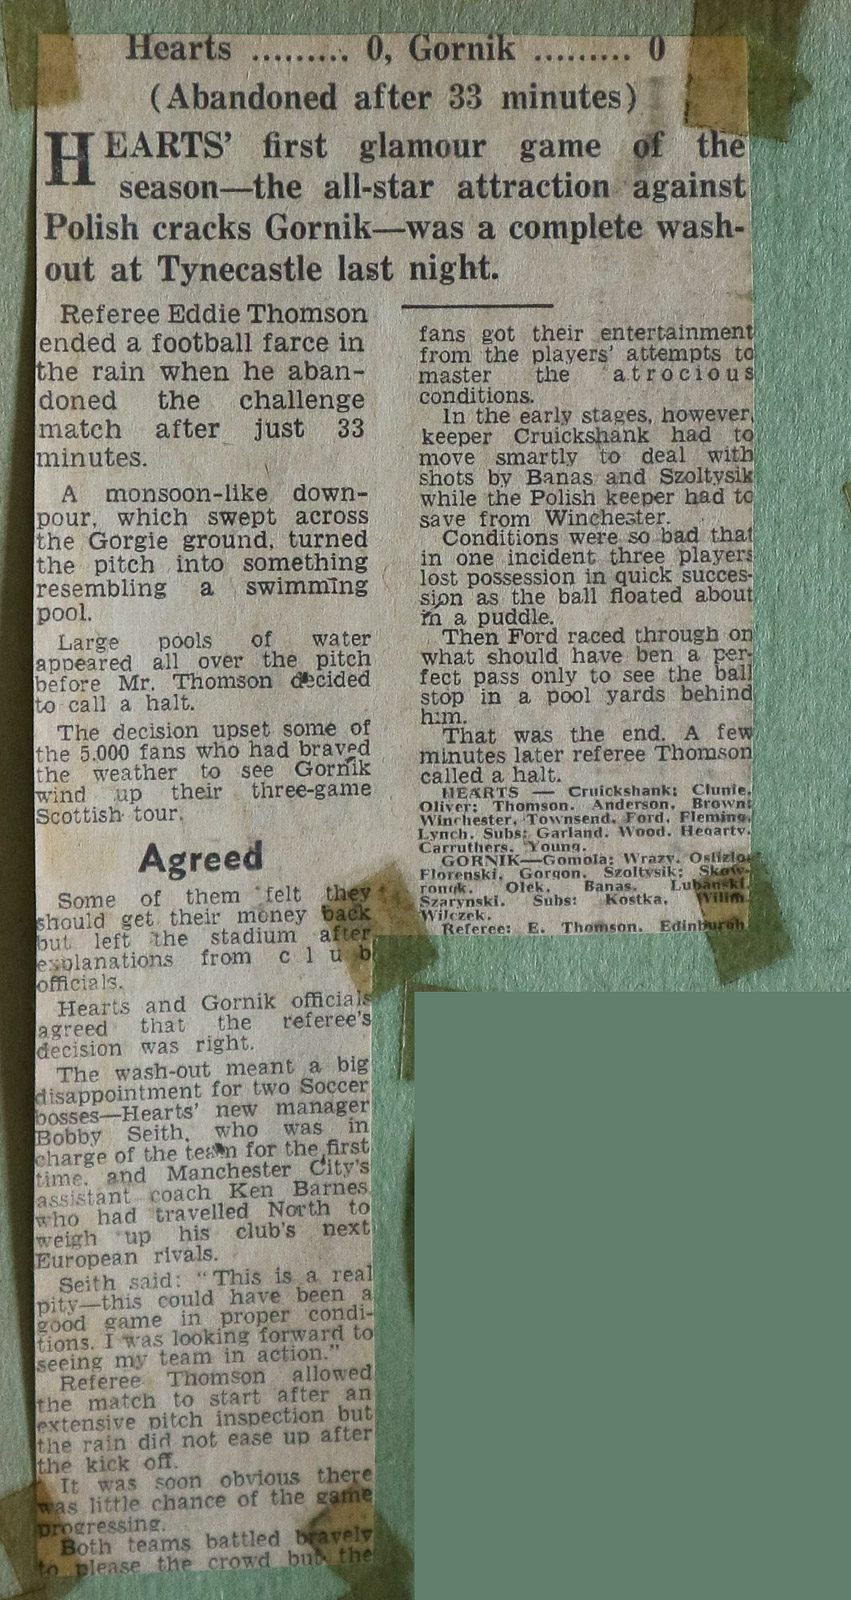 Hearts ......... 0, Gornik ......... 0
(Abandoned after 33 minutes)
HEARTS' first glamour game of the
season—the all-star attraction against
Polish cracks Gornik—was a complete wash-
out at Tynecastle last night.
Referee Eddie Thomson
ended a football farce in
the rain when he aban-
doned the challenge
match after just 33
minutes.
A monsoon-like down-
pour, which swept across
the Gorgie ground, turned
the pitch into something
resembling a swimming
pool.
Large pools of water
appeared all over the pitch
before Mr. Thomson decided
to call a halt.
The decision upset some of
the 5,000 fans who had braved
the weather to see Gornik
wind up their three-game
Scottish tour.
Agreed
Some of them felt they
should get their money back
but left the stadium after
explanations from club
officials.
Hearts and Gornik officials
agreed that the referee's
decision was right.
The wash-out meant a big
disappointment for two Soccer
bosses—Hearts' new manager
Bobby Seith, who was in
charge of the team for the first
time, and Manchester City's
assistant coach Ken Barnes
who had travelled North to
weigh up his club's next
European rivals.
Seith said: "This is a real
pity—this could have been a
good game in proper condi-
tions. I was looking forward to
seeing my team in action."
Referee Thomson allowed
the match to start after an
extensive pitch inspection but
the rain did not ease up after
the kick off.
It was soon obvious there
was little chance of the game
progressing.
Both teams battled bravely
to please the crowd but the
fans got their entertainment
from the players' attempts to
master the atrocious
conditions.
In the early stages, however,
keeper Cruickshank had to
move smartly to deal with
shots by Banas and Szoltysik
while the Polish keeper had to
save from Winchester.
Conditions were so bad that
in one incident three players
lost possession in quick succes-
sion as the ball floated about
in a puddle.
Then Ford raced through on
what should have ben a per-
fect pass only to see the ball
stop in a pool yards behind
him.
That was the end. A few
minutes later referee Thomson
called a halt.
HEARTS — Cruickshank; Clunie,
Oliver; Thomson, Anderson, Brown;
Winchester, Townsend, Ford, Fleming,
Lynch. Subs: Garland, Wood, Hegarty,
Carruthers, Young.
GORNIK—Gomola; Wrazy, Oslizlo,
Florenski, Gorgon, Szoltysik; Skow-
ronek, Olek, Banas, Lubanski,
Szarynski. Subs: Kostka, Wilim,
Wilczek.
Referee: E. Thomson, Edinburgh